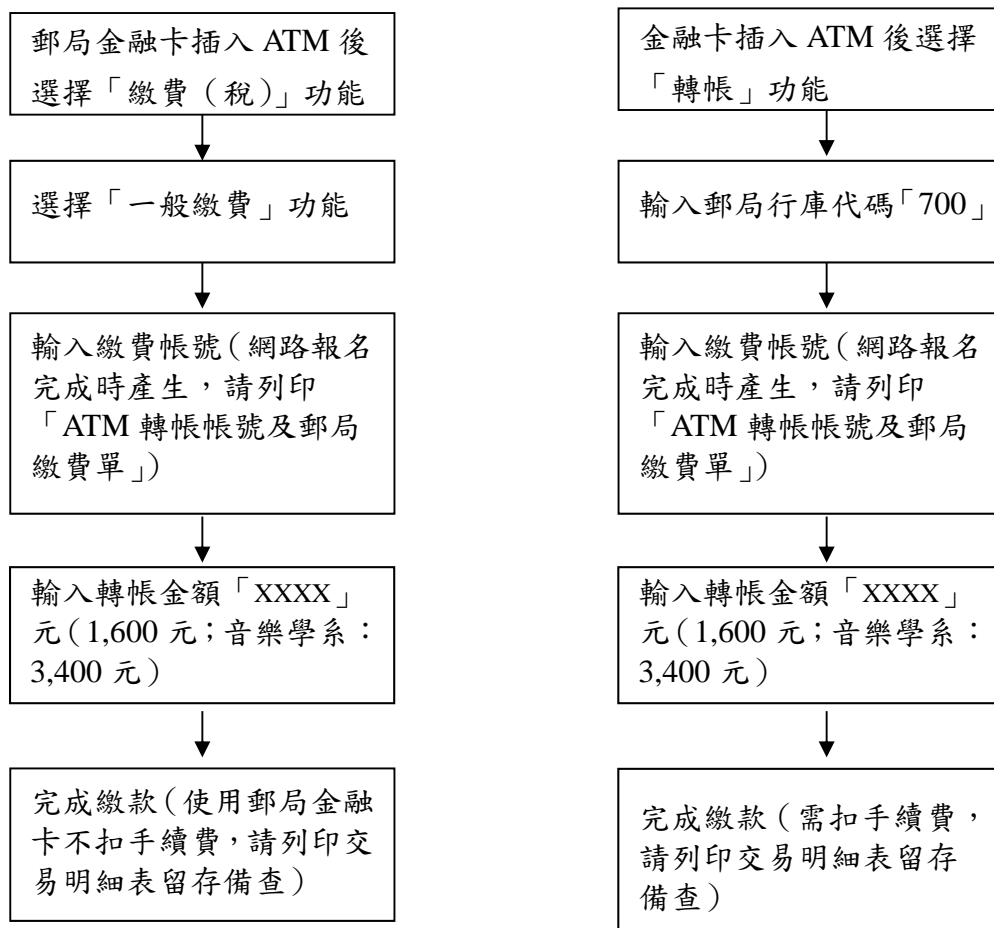 郵局金融卡插入 ATM 後
選擇「繳費（稅）」功能
選擇「一般繳費」功能
輸入繳費帳號（網路報名
完成時產生，請列印
「ATM 轉帳帳號及郵局
繳費單」）
輸入轉帳金額「XXXX」
元（1,600 元；音樂學系：
3,400 元）
完成繳款（使用郵局金融
卡不扣手續費，請列印交
易明細表留存備查）
金融卡插入 ATM 後選擇
「轉帳」功能
輸入郵局行庫代碼「700」
輸入繳費帳號（網路報名
完成時產生，請列印
「ATM 轉帳帳號及郵局
繳費單」）
輸入轉帳金額「XXXX」
元（1,600 元；音樂學系：
3,400 元）
完成繳款（需扣手續費，
請列印交易明細表留存
備查）